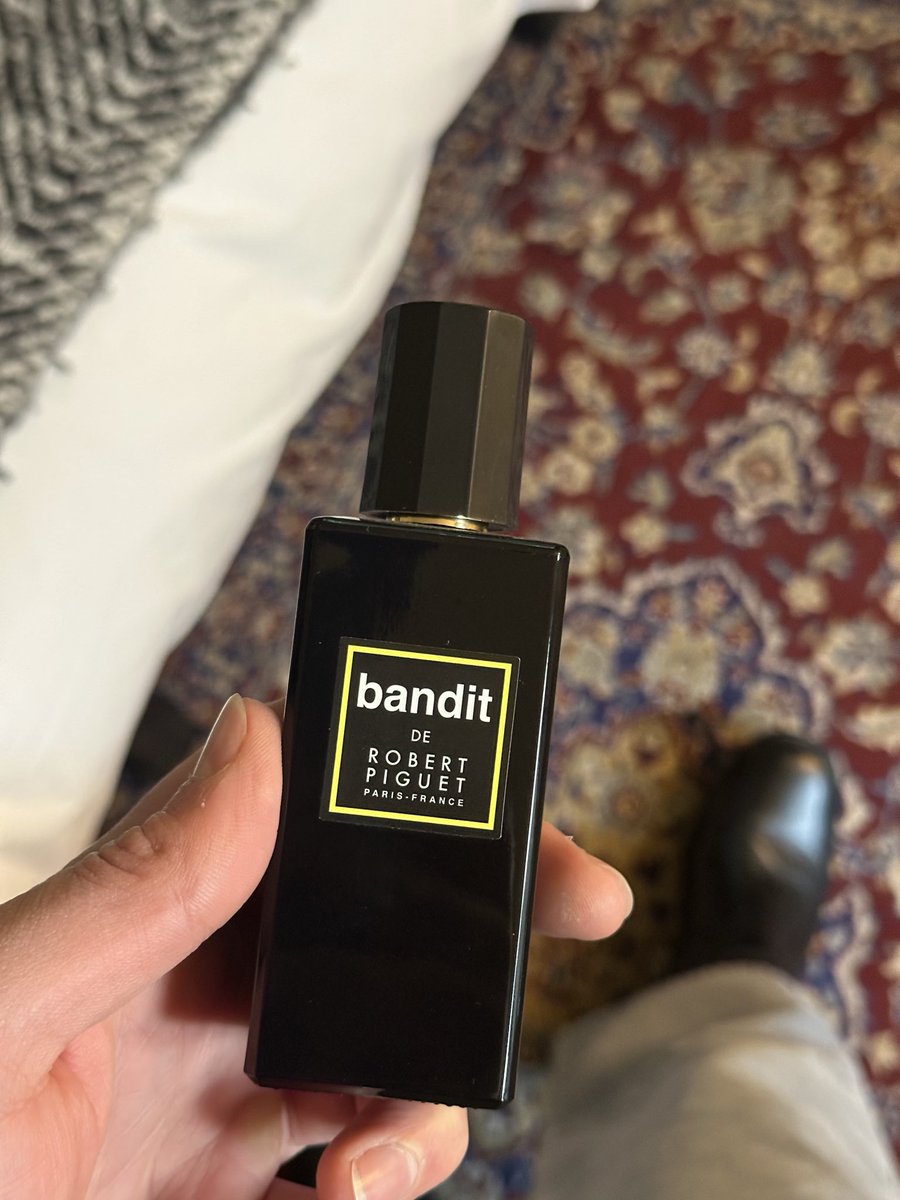 bandit
DE
ROBERT
PIGUET
PARIS-FRANCE